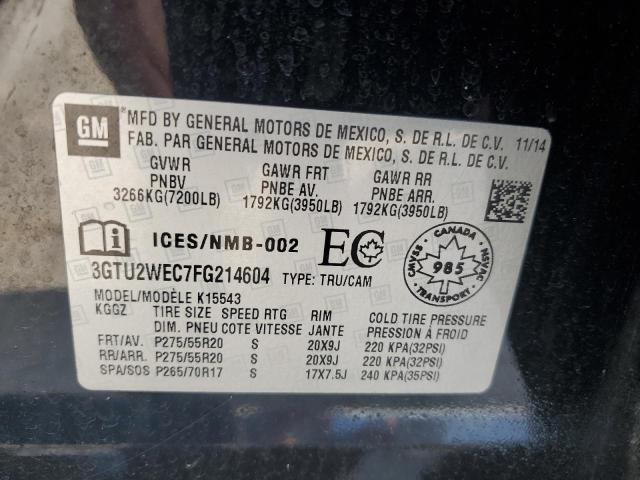 GM
MFD BY GENERAL MOTORS DE MEXICO, S. DE R.L. DE C.V. 11/14
FAB. PAR GENERAL MOTORS DE MEXICO, S. DE R.L. DE C.V.
GVWR GAWR FRT GAWR RR
PNBV PNBE AV. PNBE ARR.
3266KG(7200LB) 1792KG(3950LB) 1792KG(3950LB)
ICES/NMB-002 EC
CANADA
CMVSS NSVAC
985
TRANSPORT
3GTU2WEC7FG214604 TYPE: TRU/CAM
MODEL/MODÈLE K15543
KGGZ TIRE SIZE SPEED RTG RIM COLD TIRE PRESSURE
DIM. PNEU COTE VITESSE JANTE PRESSION À FROID
FRT/AV. P275/55R20 S 20X9J 220 KPA(32PSI)
RR/ARR. P275/55R20 S 20X9J 220 KPA(32PSI)
SPA/SOS P265/70R17 S 17X7.5J 240 KPA(35PSI)